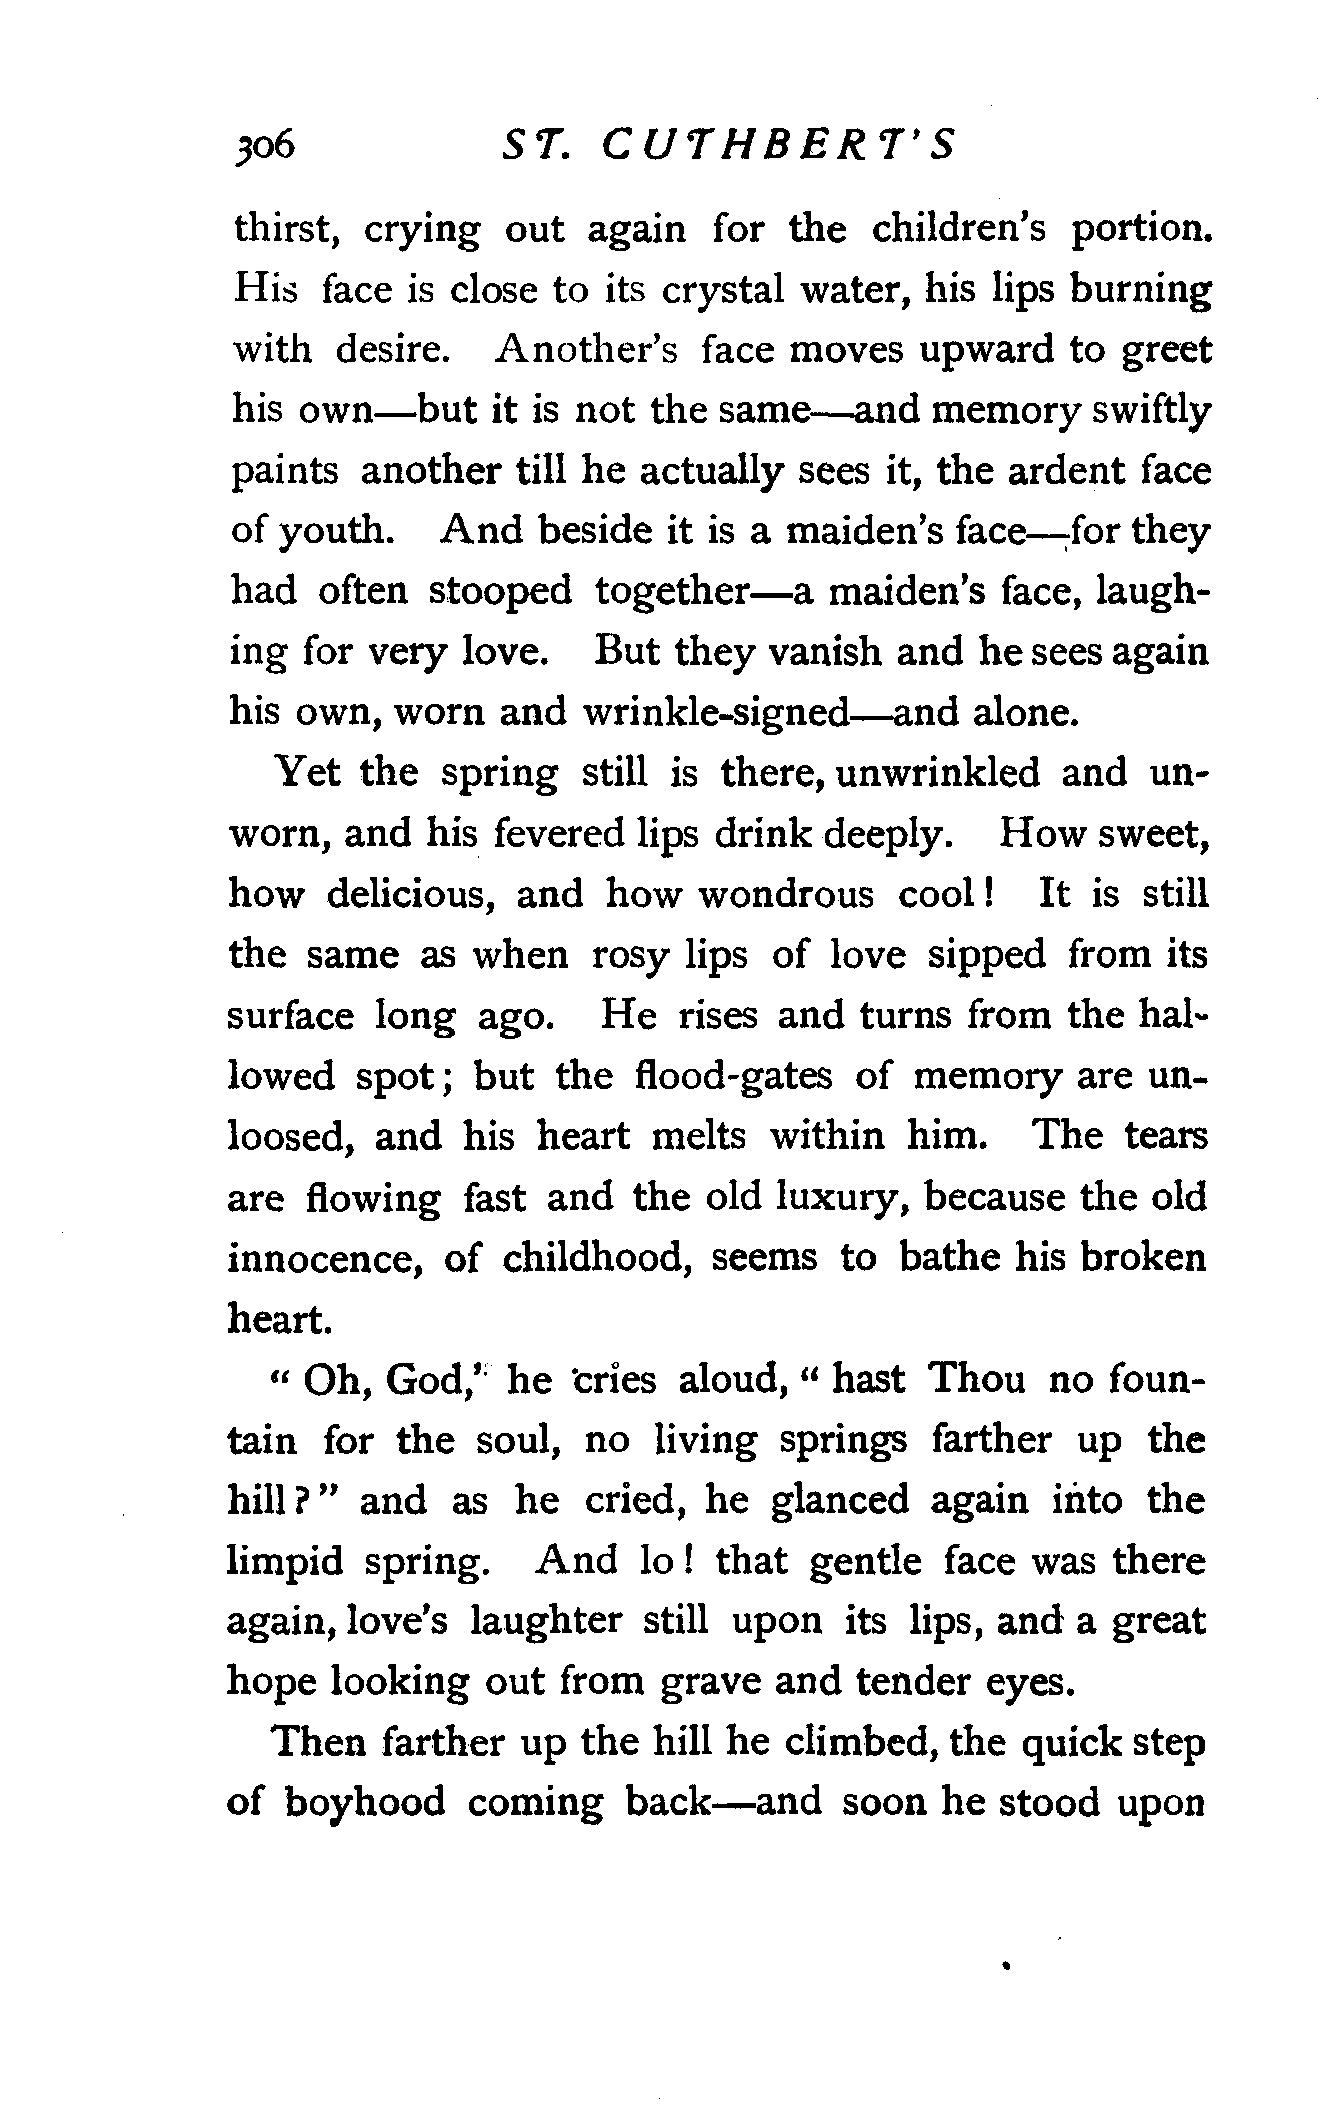 306 ST. CUTHBERT'S
thirst, crying out again for the children's portion.
His face is close to its crystal water, his lips burning
with desire. Another's face moves upward to greet
his own—but it is not the same—and memory swiftly
paints another till he actually sees it, the ardent face
of youth. And beside it is a maiden's face—for they
had often stooped together—a maiden's face, laugh-
ing for very love. But they vanish and he sees again
his own, worn and wrinkle-signed—and alone.
Yet the spring still is there, unwrinkled and un-
worn, and his fevered lips drink deeply. How sweet,
how delicious, and how wondrous cool! It is still
the same as when rosy lips of love sipped from its
surface long ago. He rises and turns from the hal-
lowed spot; but the flood-gates of memory are un-
loosed, and his heart melts within him. The tears
are flowing fast and the old luxury, because the old
innocence, of childhood, seems to bathe his broken
heart.
"Oh, God," he cries aloud, "hast Thou no foun-
tain for the soul, no living springs farther up the
hill?" and as he cried, he glanced again into the
limpid spring. And lo! that gentle face was there
again, love's laughter still upon its lips, and a great
hope looking out from grave and tender eyes.
Then farther up the hill he climbed, the quick step
of boyhood coming back—and soon he stood upon